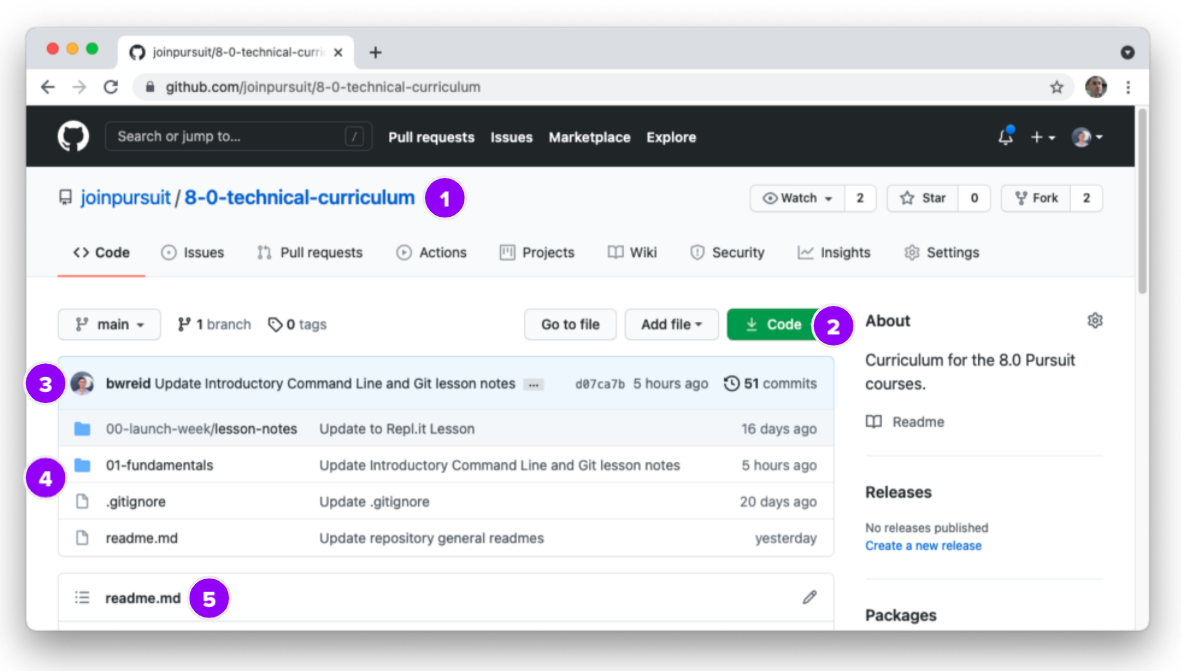 joinpursuit/8-0-technical-curri
github.com/joinpursuit/8-0-technical-curriculum
Search or jump to... / Pull requests Issues Marketplace Explore
joinpursuit / 8-0-technical-curriculum 1 Watch 2 Star 0 Fork 2
Code Issues Pull requests Actions Projects Wiki Security Insights Settings
main 1 branch 0 tags Go to file Add file Code 2 About
Curriculum for the 8.0 Pursuit
courses.
3 bwreid Update Introductory Command Line and Git lesson notes ... d07ca7b 5 hours ago 51 commits
Readme
00-launch-week/lesson-notes Update to Repl.it Lesson 16 days ago
4 01-fundamentals Update Introductory Command Line and Git lesson notes 5 hours ago
Releases
.gitignore Update .gitignore 20 days ago
No releases published
readme.md Update repository general readmes yesterday
Create a new release
readme.md 5
Packages